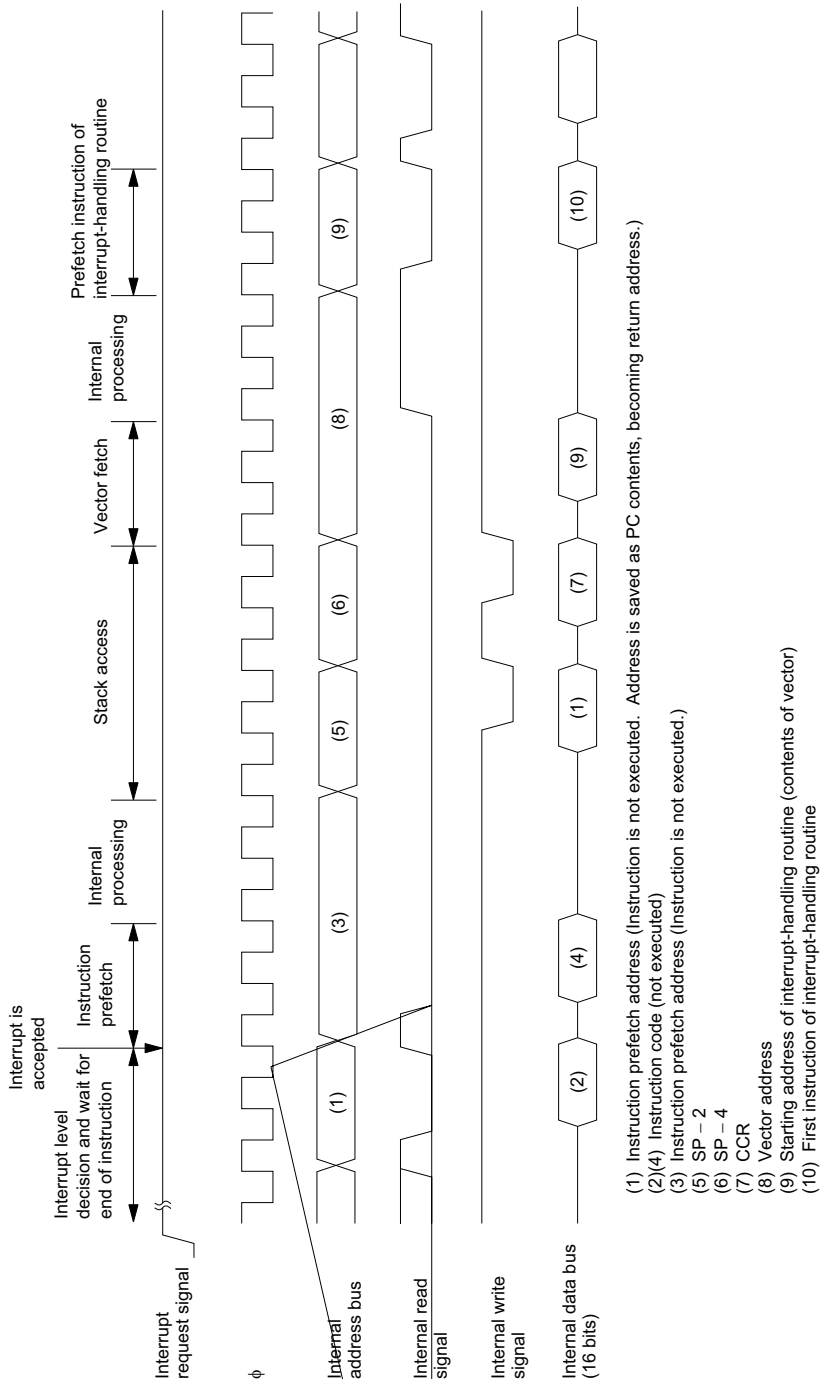 Interrupt is
accepted
Interrupt level
decision and wait for
end of instruction
Instruction
prefetch
Internal
processing
Stack access
Vector fetch
Internal
processing
Prefetch instruction of
interrupt-handling routine
Interrupt
request signal
φ
Internal
address bus
(1)
(3)
(5)
(6)
(8)
(9)
Internal read
signal
Internal write
signal
Internal data bus
(16 bits)
(2)
(4)
(1)
(7)
(9)
(10)
(1) Instruction prefetch address (Instruction is not executed. Address is saved as PC contents, becoming return address.)
(2)(4) Instruction code (not executed)
(3) Instruction prefetch address (Instruction is not executed.)
(5) SP − 2
(6) SP − 4
(7) CCR
(8) Vector address
(9) Starting address of interrupt-handling routine (contents of vector)
(10) First instruction of interrupt-handling routine